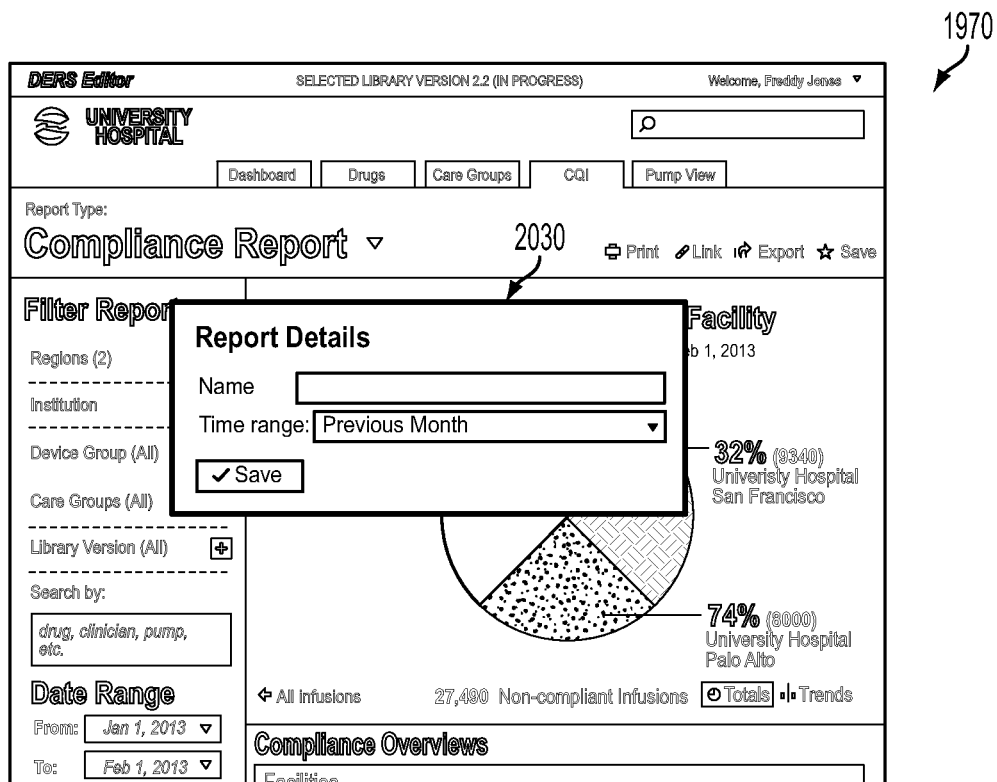 1970
DERS Editor SELECTED LIBRARY VERSION 2.2 (IN PROGRESS) Welcome, Freddy Jones
UNIVERSITY
HOSPITAL
Dashboard Drugs Care Groups CQI Pump View
Report Type:
Compliance Report
2030
Print Link Export Save
Filter Repor
Facility
Report Details
Regions (2)
eb 1, 2013
Name
Institution
Time range: Previous Month
Device Group (All)
32% (9340)
Univeristy Hospital
San Francisco
Save
Care Groups (All)
Library Version (All)
Search by:
drug, clinician, pump,
etc.
74% (8000)
University Hospital
Palo Alto
Date Range
All Infusions 27,490 Non-compliant Infusions Totals Trends
From: Jan 1, 2013
Compliance Overviews
To: Feb 1, 2013
Facilities